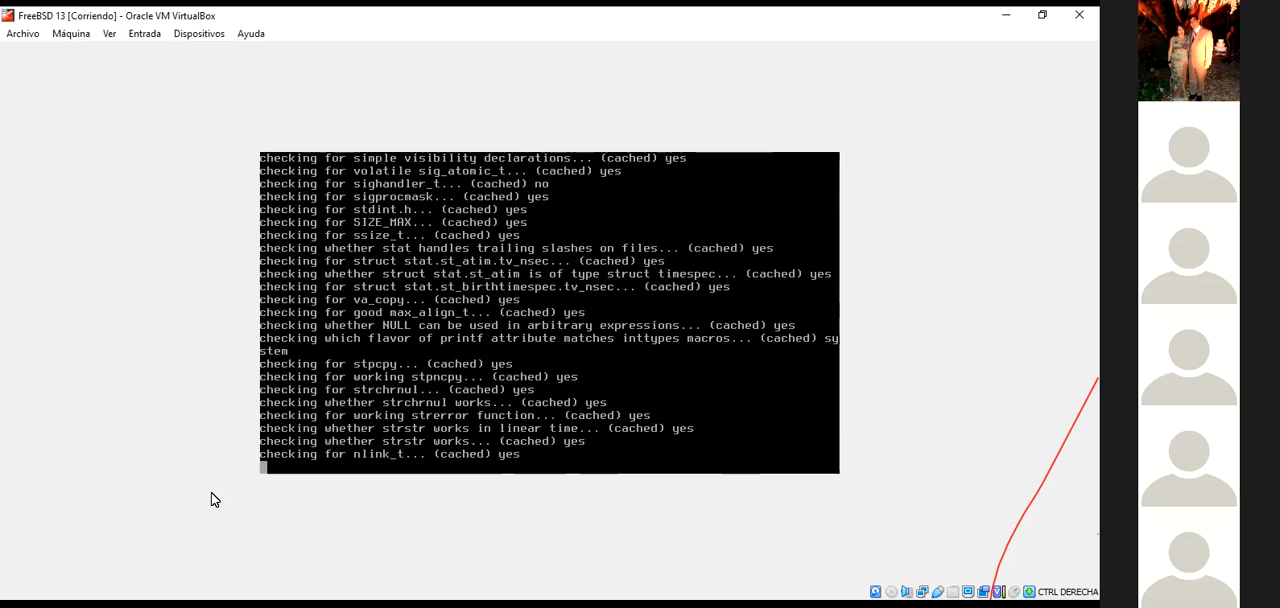 FreeBSD 13 [Corriendo] - Oracle VM VirtualBox
Archivo Máquina Ver Entrada Dispositivos Ayuda
checking for simple visibility declarations... (cached) yes
checking for volatile sig_atomic_t... (cached) yes
checking for sighandler_t... (cached) no
checking for sigprocmask... (cached) yes
checking for stdint.h... (cached) yes
checking for SIZE_MAX... (cached) yes
checking for ssize_t... (cached) yes
checking whether stat handles trailing slashes on files... (cached) yes
checking for struct stat.st_atim.tv_nsec... (cached) yes
checking whether struct stat.st_atim is of type struct timespec... (cached) yes
checking for struct stat.st_birthtimespec.tv_nsec... (cached) yes
checking for va_copy... (cached) yes
checking for good max_align_t... (cached) yes
checking whether NULL can be used in arbitrary expressions... (cached) yes
checking which flavor of printf attribute matches inttypes macros... (cached) sy
stem
checking for stpcpy... (cached) yes
checking for working stpncpy... (cached) yes
checking for strchrnul... (cached) yes
checking whether strchrnul works... (cached) yes
checking for working strerror function... (cached) yes
checking whether strstr works in linear time... (cached) yes
checking whether strstr works... (cached) yes
checking for nlink_t... (cached) yes
CTRL DERECHA